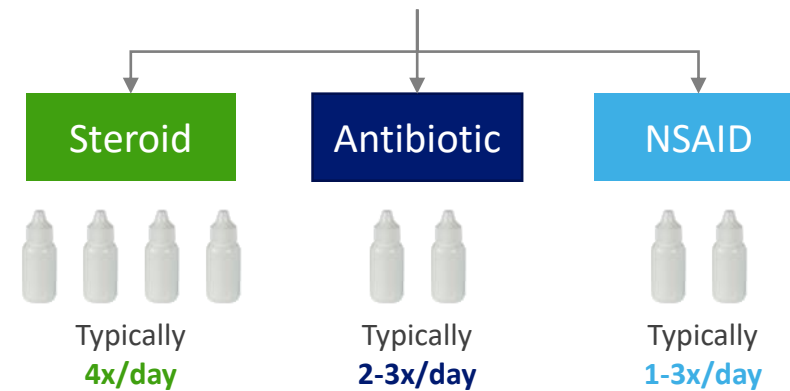 Steroid
Antibiotic
NSAID
Typically
4x/day
Typically
2-3x/day
Typically
1-3x/day